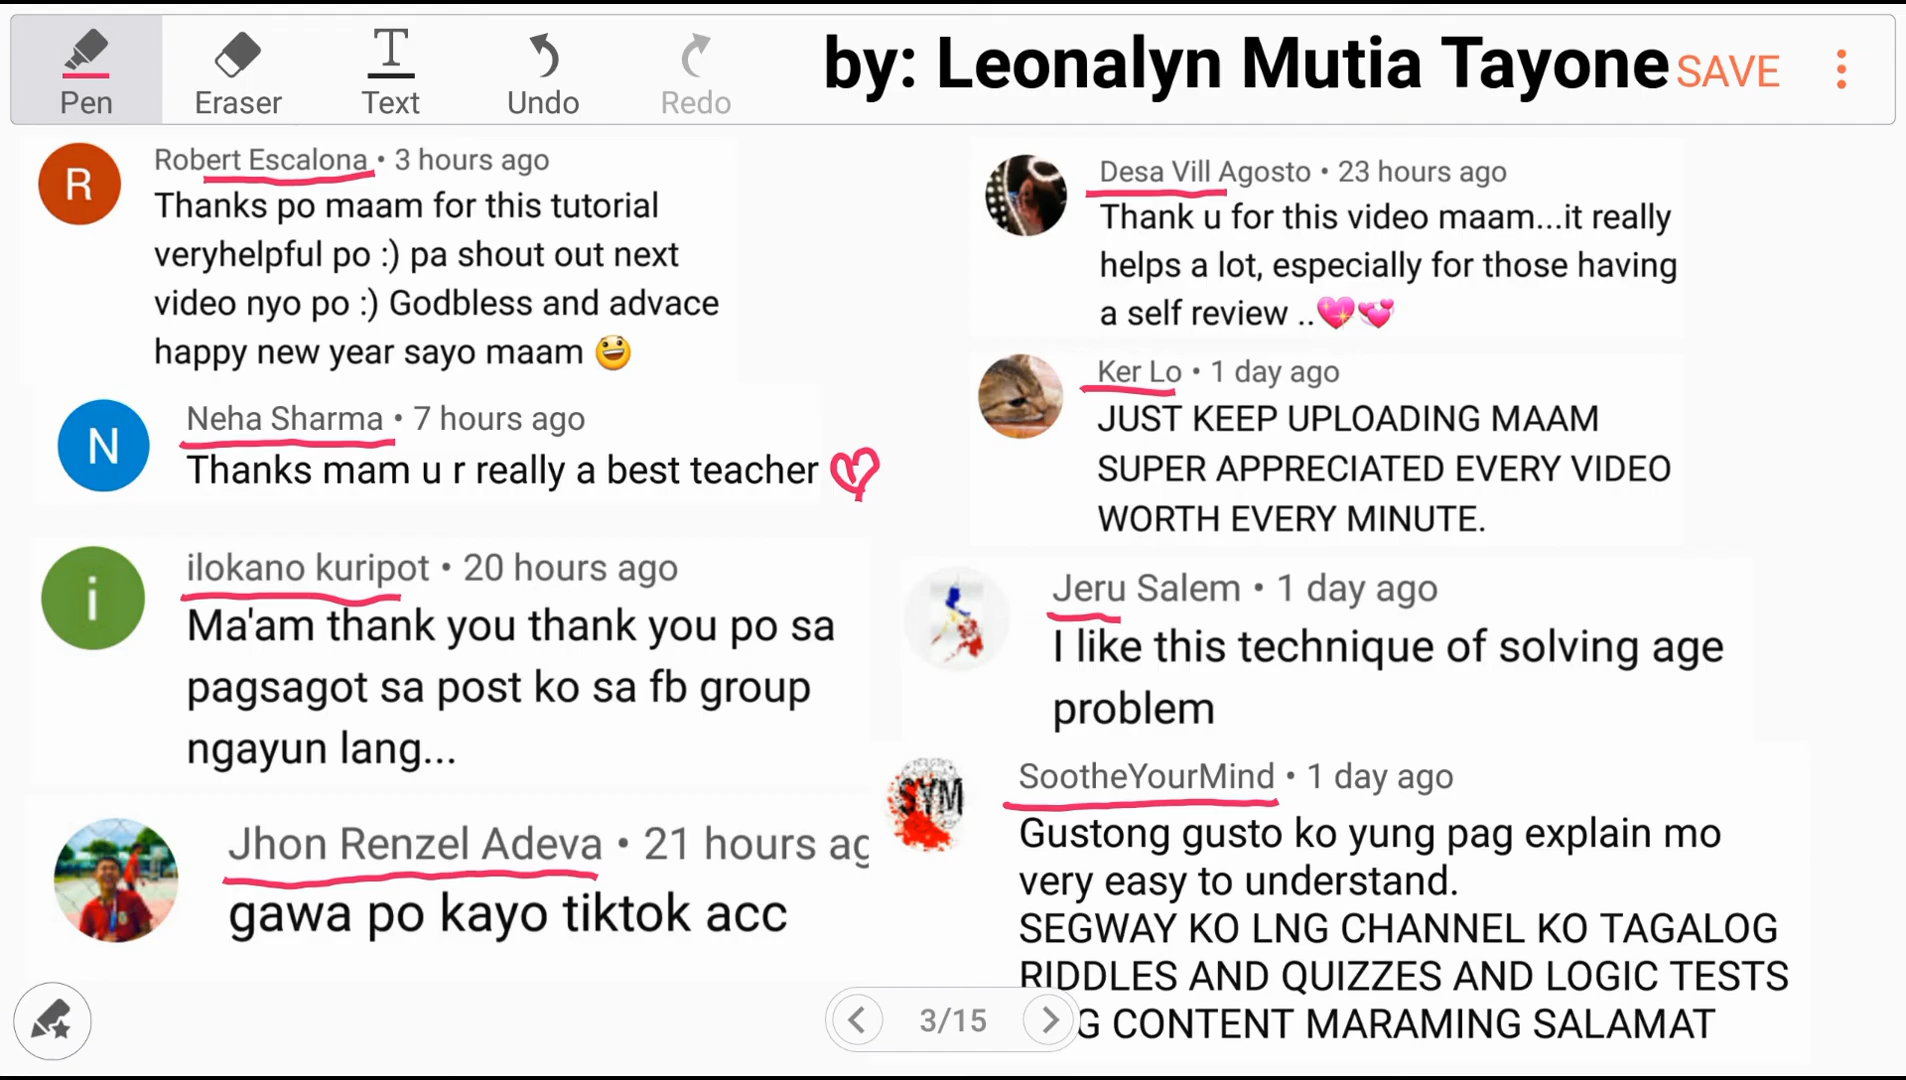 Pen
Eraser
Text
Undo
Redo
by: Leonalyn Mutia Tayone
SAVE
R
Robert Escalona • 3 hours ago
Thanks po maam for this tutorial
veryhelpful po :) pa shout out next
video nyo po :) Godbless and advace
happy new year sayo maam 😃
N
Neha Sharma • 7 hours ago
Thanks mam u r really a best teacher
i
ilokano kuripot • 20 hours ago
Ma'am thank you thank you po sa
pagsagot sa post ko sa fb group
ngayun lang...
Jhon Renzel Adeva • 21 hours ag
gawa po kayo tiktok acc
Desa Vill Agosto • 23 hours ago
Thank u for this video maam...it really
helps a lot, especially for those having
a self review ..💖💞
Ker Lo • 1 day ago
JUST KEEP UPLOADING MAAM
SUPER APPRECIATED EVERY VIDEO
WORTH EVERY MINUTE.
Jeru Salem • 1 day ago
I like this technique of solving age
problem
SYM
SootheYourMind • 1 day ago
Gustong gusto ko yung pag explain mo
very easy to understand.
SEGWAY KO LNG CHANNEL KO TAGALOG
RIDDLES AND QUIZZES AND LOGIC TESTS
G CONTENT MARAMING SALAMAT
3/15